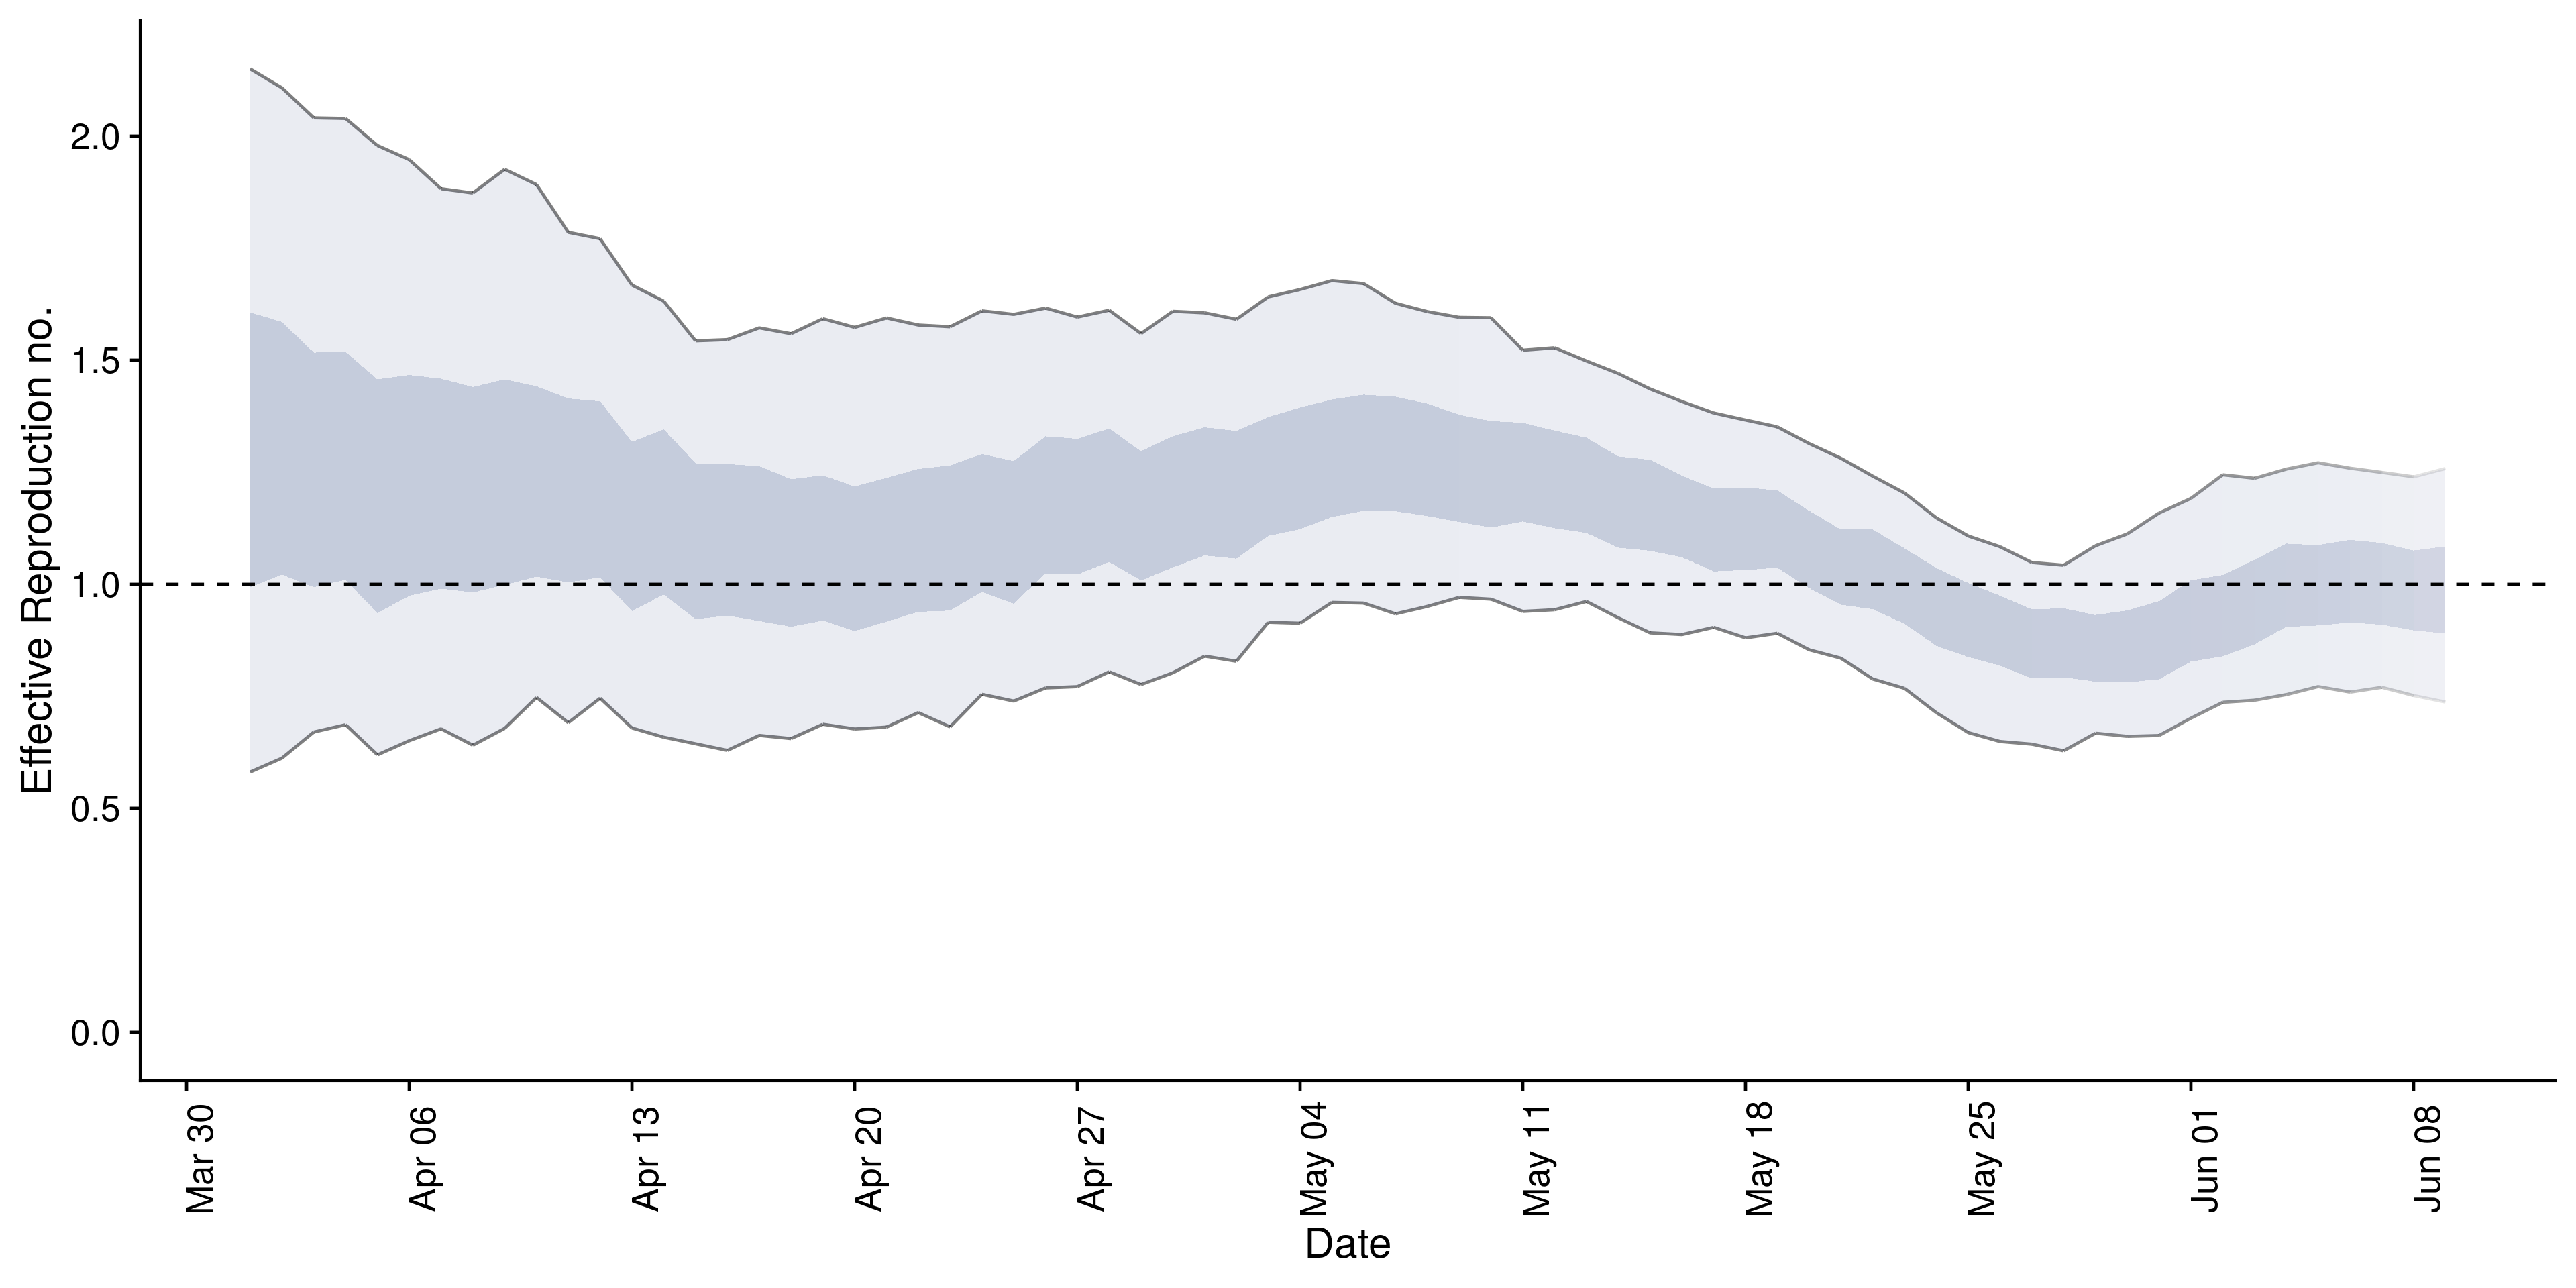 Effective Reproduction no.
2.0
1.5
1.0
0.5
0.0
Mar 30
Apr 06
Apr 13
Apr 20
Apr 27
May 04
May 11
May 18
May 25
Jun 01
Jun 08
Date